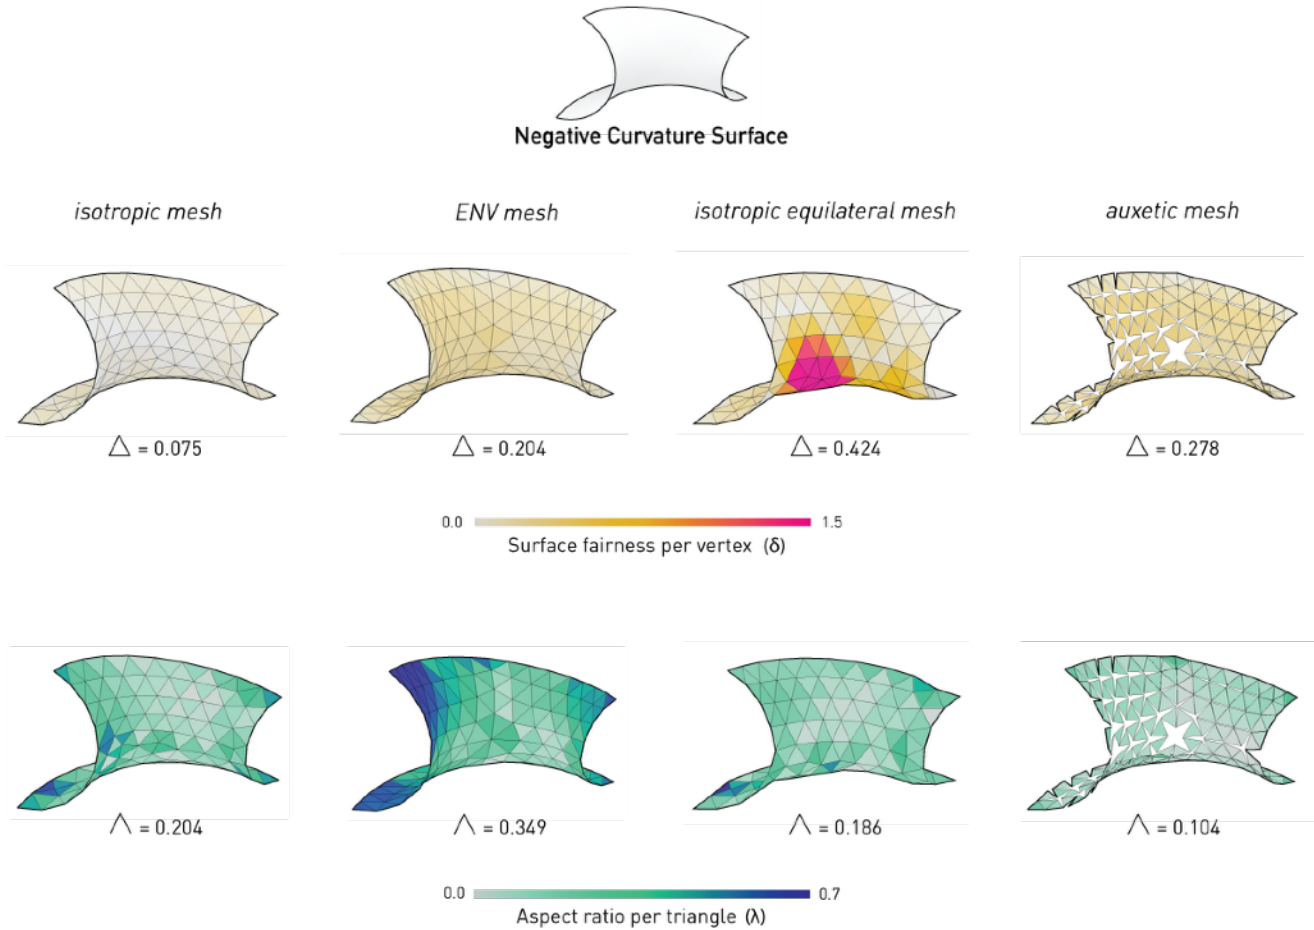 Negative Curvature Surface
isotropic mesh
ENV mesh
isotropic equilateral mesh
auxetic mesh
△ = 0.075
△ = 0.204
△ = 0.424
△ = 0.278
0.0
1.5
Surface fairness per vertex (δ)
Λ = 0.204
Λ = 0.349
Λ = 0.186
Λ = 0.104
0.0
0.7
Aspect ratio per triangle (λ)